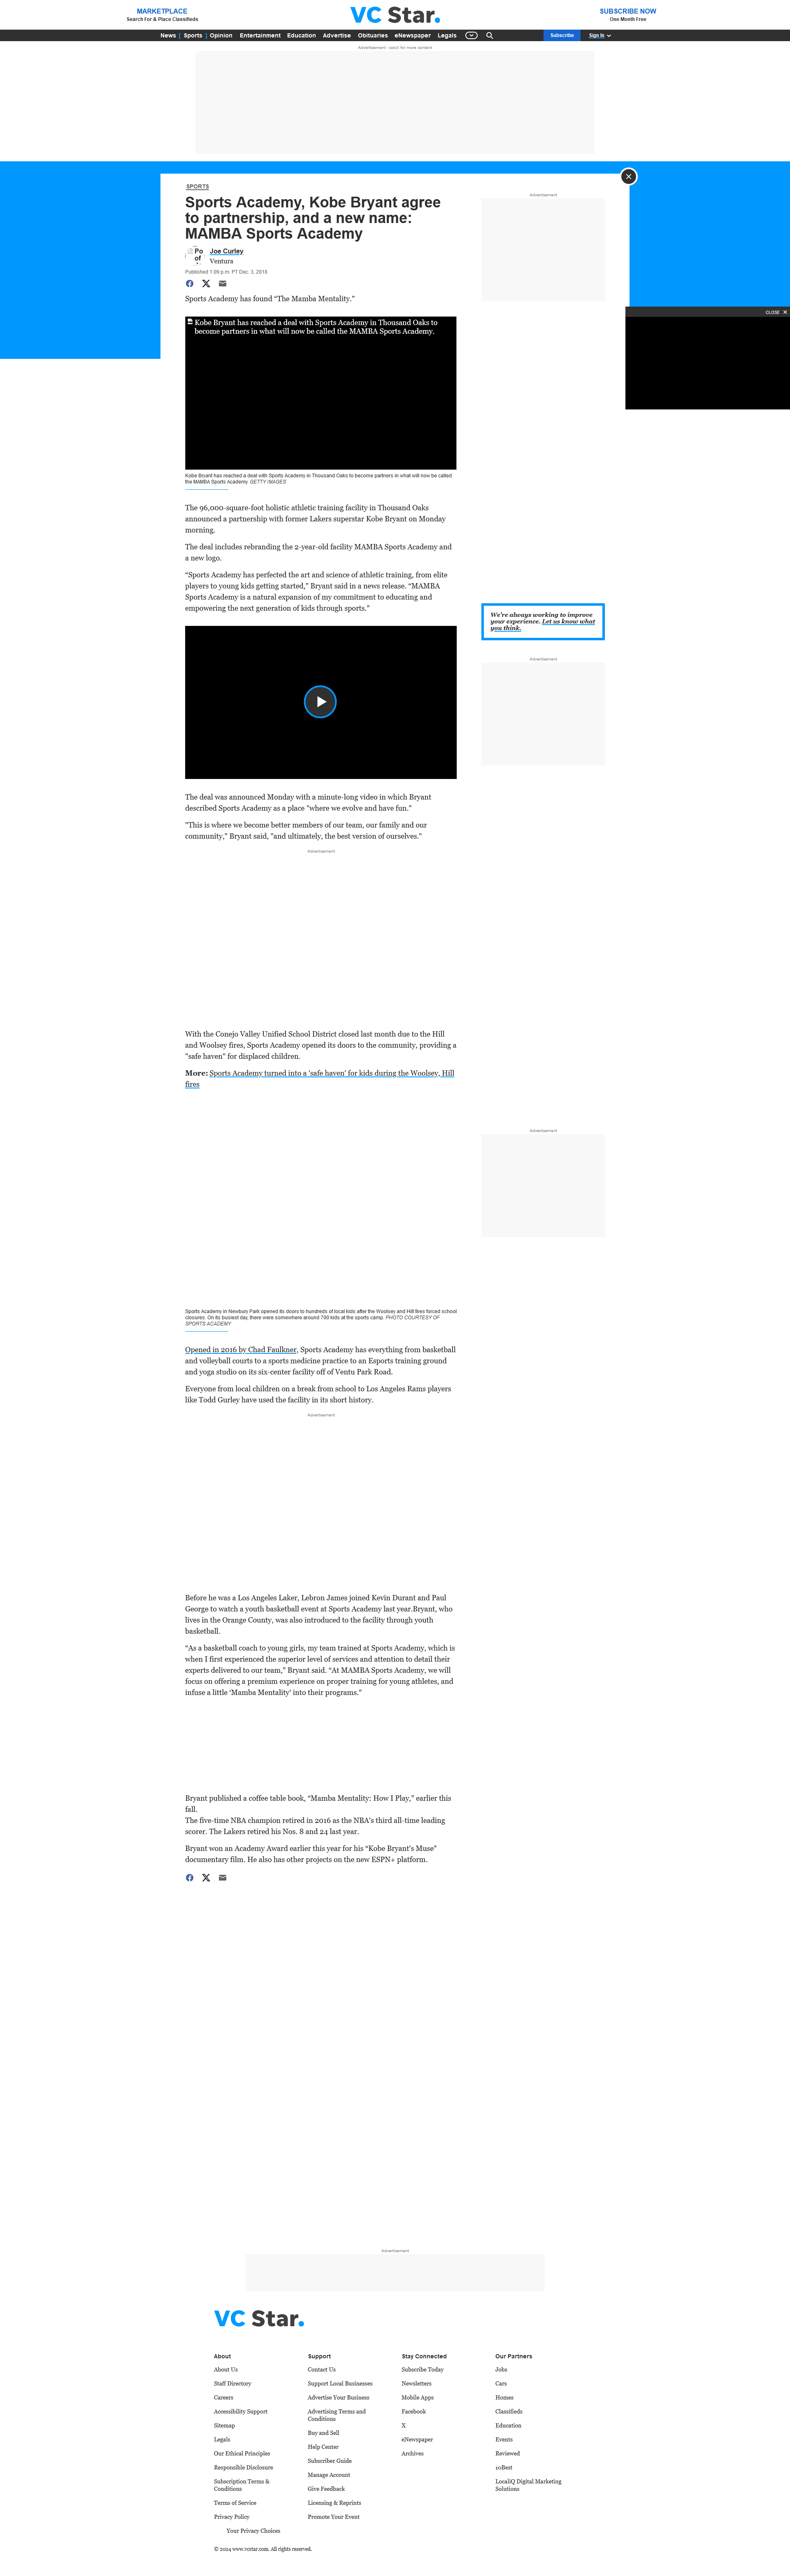 MARKETPLACE
Search For & Place Classifieds
VC Star.
SUBSCRIBE NOW
One Month Free
News Sports Opinion Entertainment Education Advertise Obituaries eNewspaper Legals
Subscribe
Sign In
Advertisement - scroll for more content
SPORTS
Sports Academy, Kobe Bryant agree
to partnership, and a new name:
MAMBA Sports Academy
Po
of
Joe Curley
Ventura
Published 1:09 p.m. PT Dec. 3, 2018
Sports Academy has found “The Mamba Mentality.”
Kobe Bryant has reached a deal with Sports Academy in Thousand Oaks to
become partners in what will now be called the MAMBA Sports Academy.
Kobe Bryant has reached a deal with Sports Academy in Thousand Oaks to become partners in what will now be called
the MAMBA Sports Academy. GETTY IMAGES
The 96,000-square-foot holistic athletic training facility in Thousand Oaks
announced a partnership with former Lakers superstar Kobe Bryant on Monday
morning.
The deal includes rebranding the 2-year-old facility MAMBA Sports Academy and
a new logo.
“Sports Academy has perfected the art and science of athletic training, from elite
players to young kids getting started,” Bryant said in a news release. “MAMBA
Sports Academy is a natural expansion of my commitment to educating and
empowering the next generation of kids through sports.”
The deal was announced Monday with a minute-long video in which Bryant
described Sports Academy as a place "where we evolve and have fun."
"This is where we become better members of our team, our family and our
community," Bryant said, "and ultimately, the best version of ourselves."
Advertisement
With the Conejo Valley Unified School District closed last month due to the Hill
and Woolsey fires, Sports Academy opened its doors to the community, providing a
"safe haven" for displaced children.
More: Sports Academy turned into a 'safe haven' for kids during the Woolsey, Hill
fires
Sports Academy in Newbury Park opened its doors to hundreds of local kids after the Woolsey and Hill fires forced school
closures. On its busiest day, there were somewhere around 700 kids at the sports camp. PHOTO COURTESY OF
SPORTS ACADEMY
Opened in 2016 by Chad Faulkner, Sports Academy has everything from basketball
and volleyball courts to a sports medicine practice to an Esports training ground
and yoga studio on its six-center facility off of Ventu Park Road.
Everyone from local children on a break from school to Los Angeles Rams players
like Todd Gurley have used the facility in its short history.
Advertisement
Before he was a Los Angeles Laker, Lebron James joined Kevin Durant and Paul
George to watch a youth basketball event at Sports Academy last year.Bryant, who
lives in the Orange County, was also introduced to the facility through youth
basketball.
“As a basketball coach to young girls, my team trained at Sports Academy, which is
when I first experienced the superior level of services and attention to detail their
experts delivered to our team,” Bryant said. “At MAMBA Sports Academy, we will
focus on offering a premium experience on proper training for young athletes, and
infuse a little ‘Mamba Mentality’ into their programs.”
Bryant published a coffee table book, “Mamba Mentality: How I Play,” earlier this
fall.
The five-time NBA champion retired in 2016 as the NBA’s third all-time leading
scorer. The Lakers retired his Nos. 8 and 24 last year.
Bryant won an Academy Award earlier this year for his “Kobe Bryant’s Muse”
documentary film. He also has other projects on the new ESPN+ platform.
Advertisement
CLOSE
We're always working to improve
your experience. Let us know what
you think.
Advertisement
Advertisement
Advertisement
VC Star.
About
About Us
Staff Directory
Careers
Accessibility Support
Sitemap
Legals
Our Ethical Principles
Responsible Disclosure
Subscription Terms &
Conditions
Terms of Service
Privacy Policy
Your Privacy Choices
Support
Contact Us
Support Local Businesses
Advertise Your Business
Advertising Terms and
Conditions
Buy and Sell
Help Center
Subscriber Guide
Manage Account
Give Feedback
Licensing & Reprints
Promote Your Event
Stay Connected
Subscribe Today
Newsletters
Mobile Apps
Facebook
X
eNewspaper
Archives
Our Partners
Jobs
Cars
Homes
Classifieds
Education
Events
Reviewed
10Best
LocaliQ Digital Marketing
Solutions
© 2024 www.vcstar.com. All rights reserved.